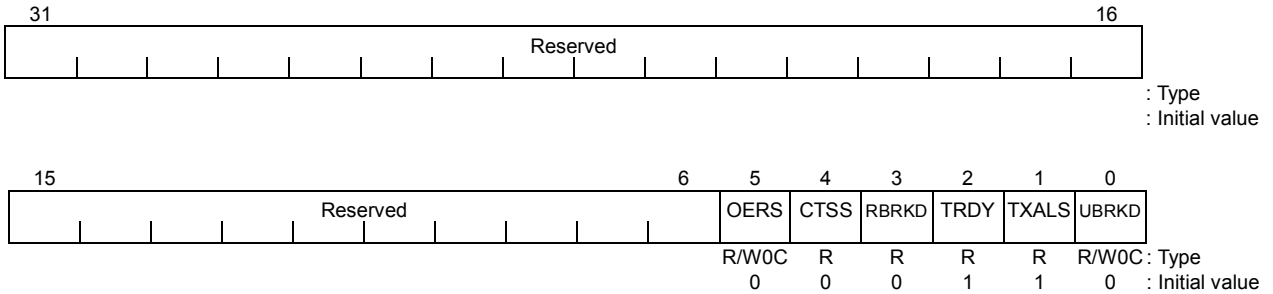 31 16
Reserved
: Type
: Initial value
15 6 5 4 3 2 1 0
Reserved OERS CTSS RBRKD TRDY TXALS UBRKD
R/W0C R R R R R/W0C : Type
0 0 0 1 1 0 : Initial value